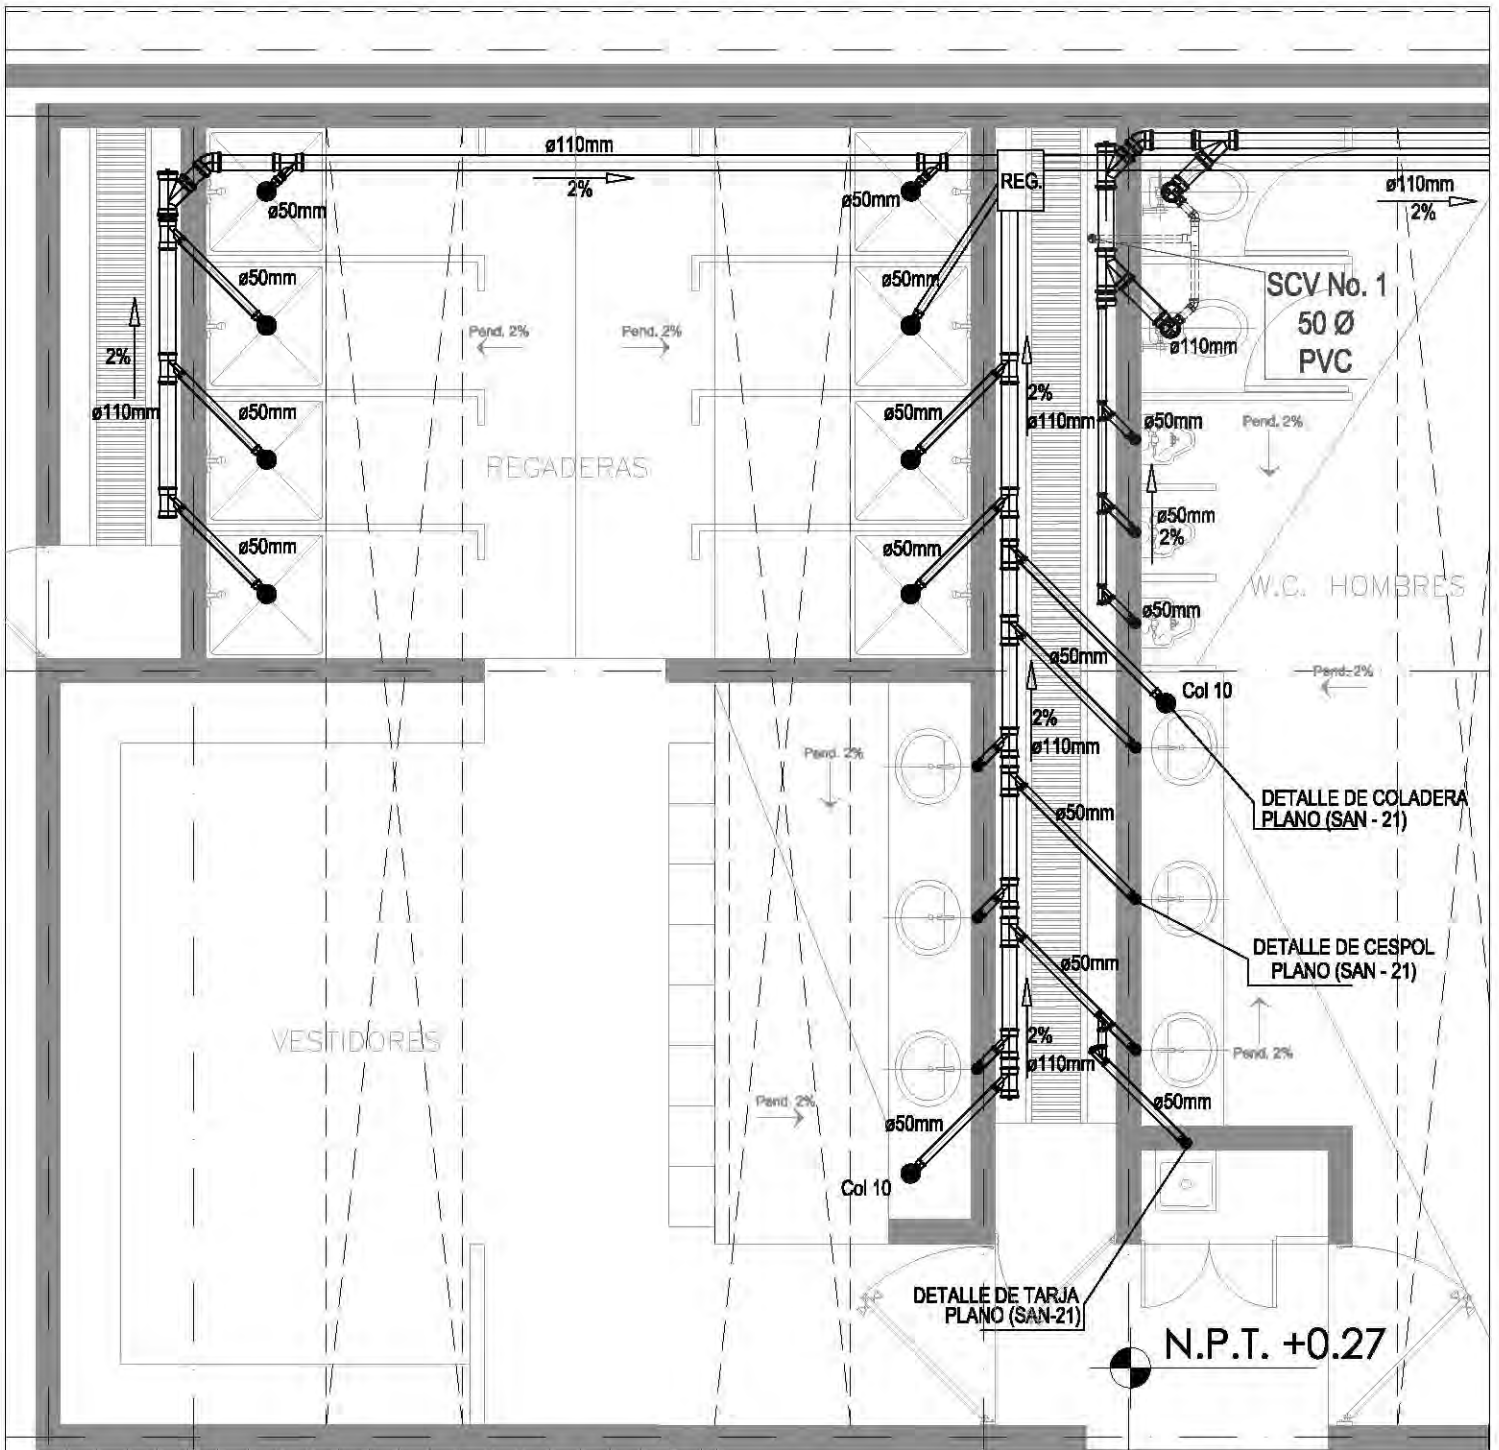 ø110mm
2%
ø50mm
ø50mm
REG.
ø110mm
2%
ø50mm
ø50mm
SCV No. 1
50 Ø
PVC
Pend. 2%
Pend. 2%
2%
ø110mm
ø110mm
ø50mm
ø50mm
2%
ø110mm
ø50mm
Pend. 2%
REGADERAS
ø50mm
2%
ø50mm
ø50mm
W.C. HOMBRES
ø50mm
ø50mm
Pend. 2%
Col 10
2%
ø110mm
Pend. 2%
DETALLE DE COLADERA
PLANO (SAN - 21)
ø50mm
DETALLE DE CESPOL
PLANO (SAN - 21)
ø50mm
VESTIDORES
2%
ø110mm
Pend. 2%
Pend. 2%
ø50mm
ø50mm
Col 10
DETALLE DE TARJA
PLANO (SAN-21)
N.P.T. +0.27